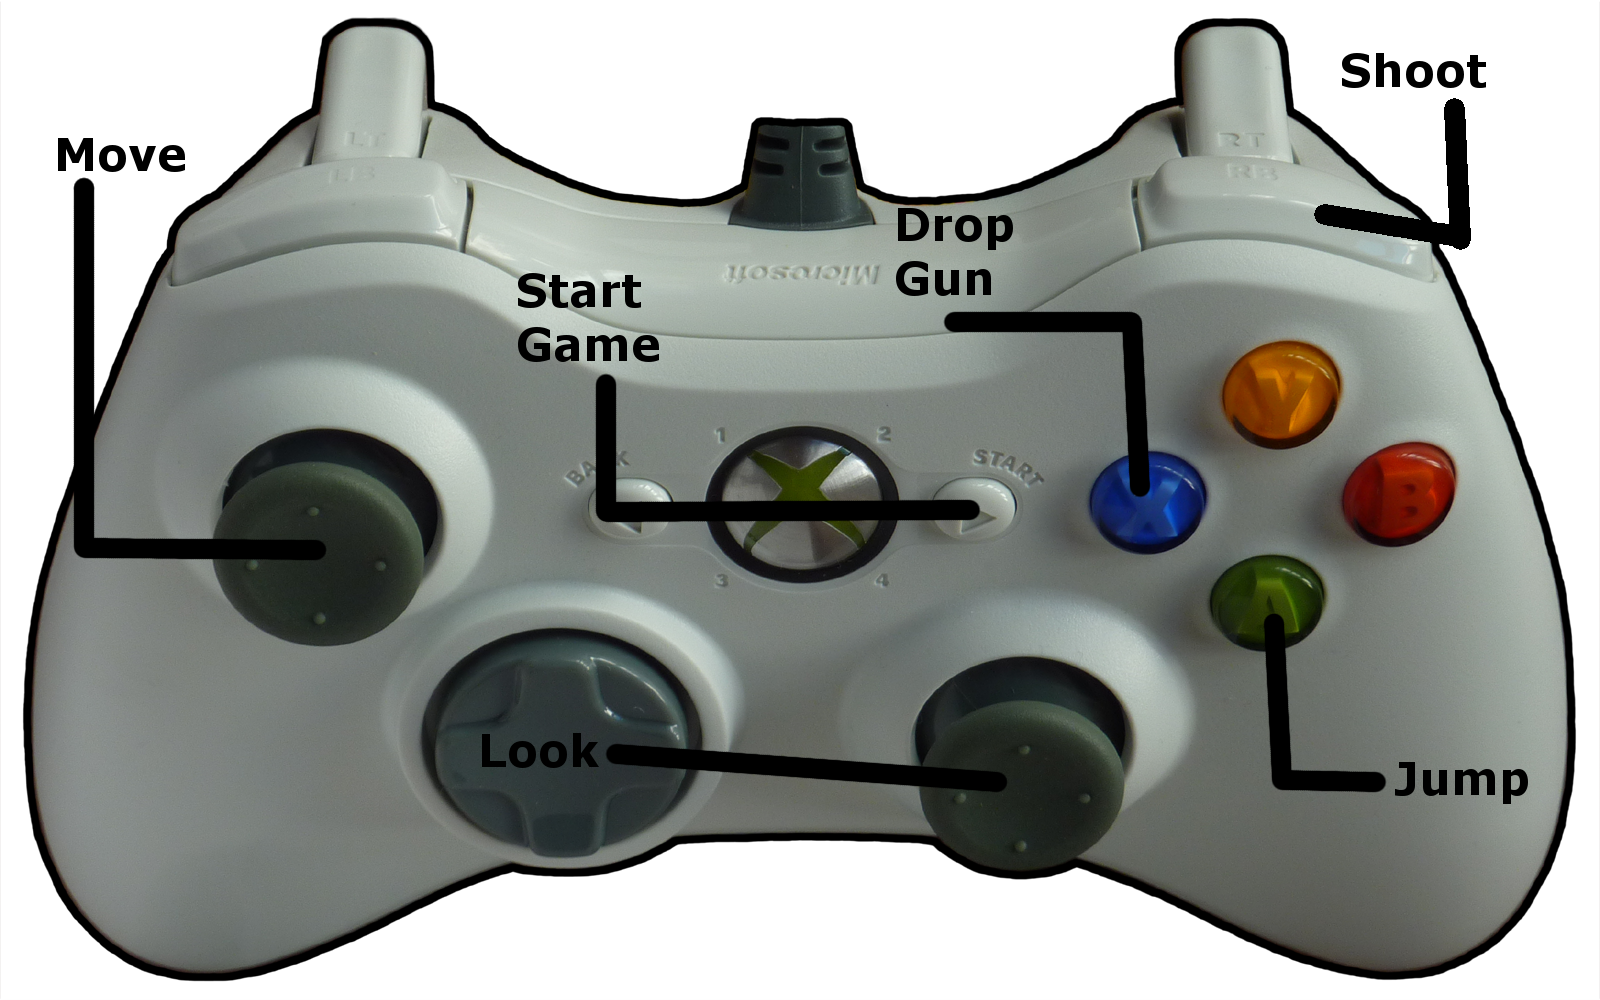 Shoot
Move
LT
RT
LB
RB
Drop
Gun
Microsoft
Start
Game
1
2
BACK
START
Y
X
B
3
4
A
Look
Jump